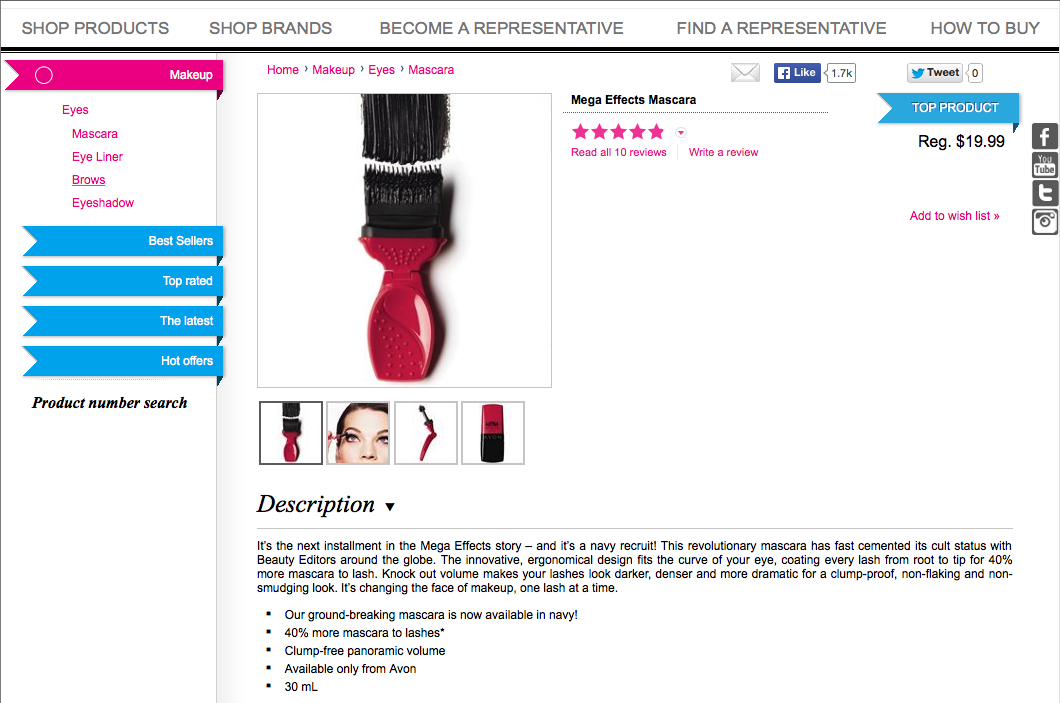 SHOP PRODUCTS SHOP BRANDS BECOME A REPRESENTATIVE FIND A REPRESENTATIVE HOW TO BUY
Makeup
Eyes
Mascara
Eye Liner
Brows
Eyeshadow
Best Sellers
Top rated
The latest
Hot offers
Product number search
Home › Makeup › Eyes › Mascara
Like 1.7k
Tweet 0
Mega Effects Mascara
Read all 10 reviews Write a review
TOP PRODUCT
Reg. $19.99
Add to wish list »
You
Tube
AVON
Description ▼
It's the next installment in the Mega Effects story – and it's a navy recruit! This revolutionary mascara has fast cemented its cult status with
Beauty Editors around the globe. The innovative, ergonomical design fits the curve of your eye, coating every lash from root to tip for 40%
more mascara to lash. Knock out volume makes your lashes look darker, denser and more dramatic for a clump-proof, non-flaking and non-
smudging look. It's changing the face of makeup, one lash at a time.
▪ Our ground-breaking mascara is now available in navy!
▪ 40% more mascara to lashes*
▪ Clump-free panoramic volume
▪ Available only from Avon
▪ 30 mL